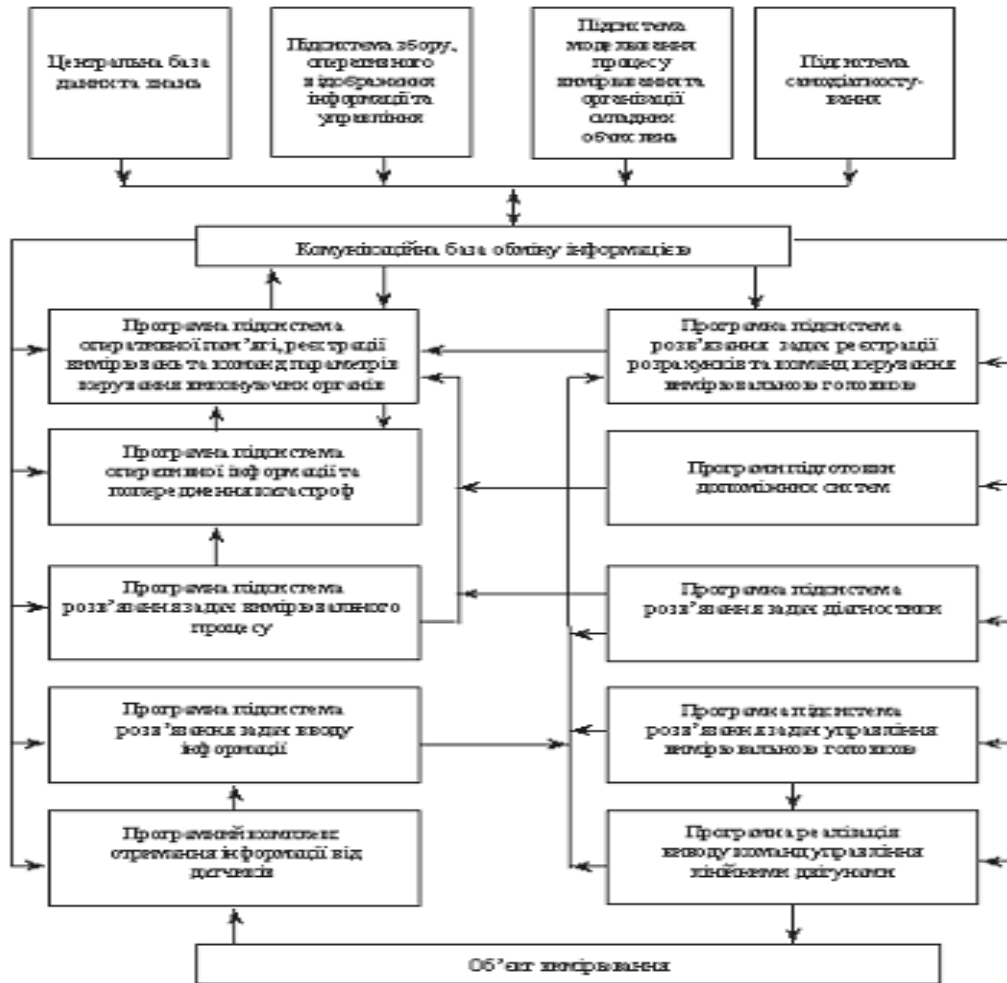 Центральна база
даних та знань
Підсистема збору,
оперативного
відображення
інформації та
управління
Підсистема
моделювання
процесу
вимірювання та
організації
складних
обчислень
Підсистема
самодіагносту-
вання
Комунікаційна база обміну інформацією
Програмна підсистема
оперативної пам’яті, реєстрації
вимірювань та команд параметрів
керування виконуючих органів
Програмна підсистема
розв’язання задач реєстрації
розрахунків та команд керування
вимірювальною головкою
Програмна підсистема
оперативної інформації та
попередження катастроф
Програми підготовки
допоміжних систем
Програмна підсистема
розв’язання задач вимірювального
процесу
Програмна підсистема
розв’язання задач діагностики
Програмна підсистема
розв’язання задач вводу
інформації
Програмна підсистема
розв’язання задач управління
вимірювальною головкою
Програмний комплекс
отримання інформації від
датчиків
Програмна реалізація
виводу команд управління
лінійними двигунами
Об’єкт вимірювання